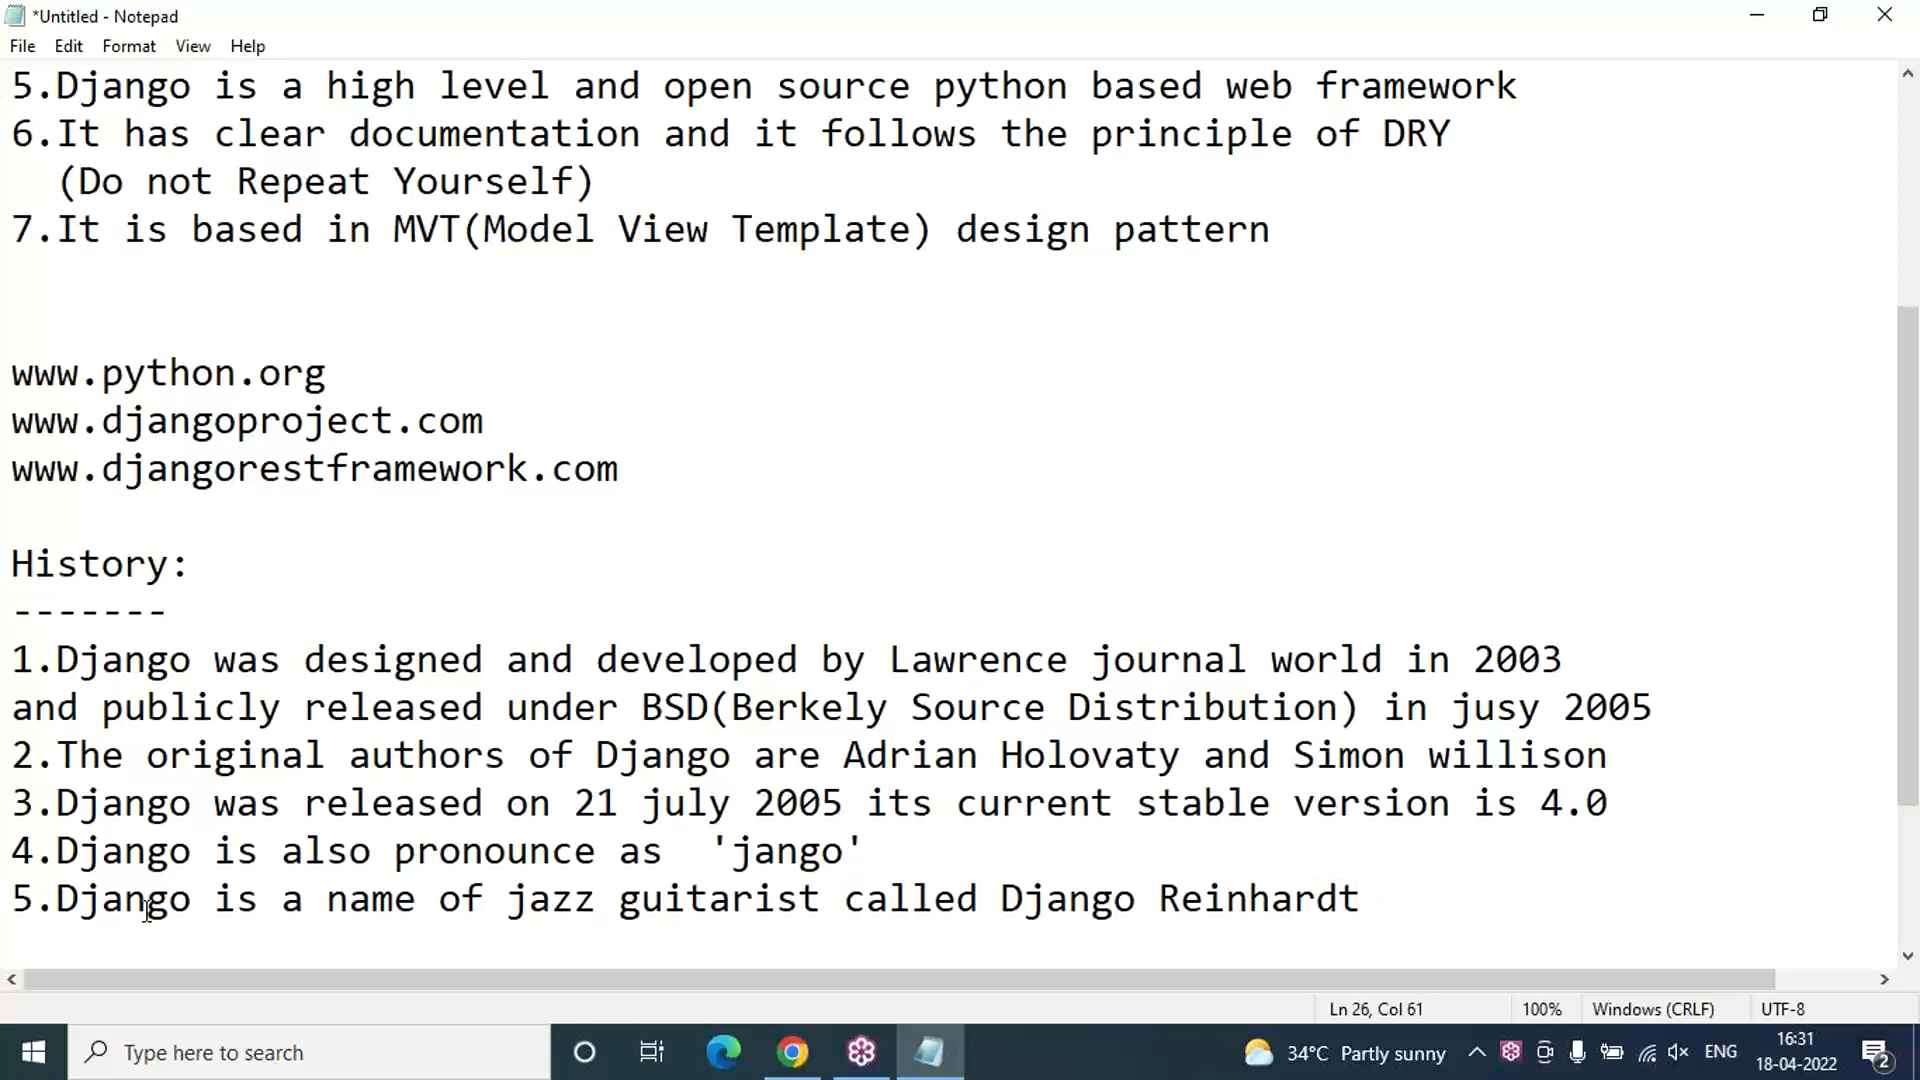 *Untitled - Notepad
File Edit Format View Help
5.Django is a high level and open source python based web framework
6.It has clear documentation and it follows the principle of DRY
(Do not Repeat Yourself)
7.It is based in MVT(Model View Template) design pattern
www.python.org
www.djangoproject.com
www.djangorestframework.com
History:
-------
1.Django was designed and developed by Lawrence journal world in 2003
and publicly released under BSD(Berkely Source Distribution) in jusy 2005
2.The original authors of Django are Adrian Holovaty and Simon willison
3.Django was released on 21 july 2005 its current stable version is 4.0
4.Django is also pronounce as  'jango'
5.Django is a name of jazz guitarist called Django Reinhardt
Ln 26, Col 61 100% Windows (CRLF) UTF-8
Type here to search 34°C Partly sunny ENG 16:31
18-04-2022 2